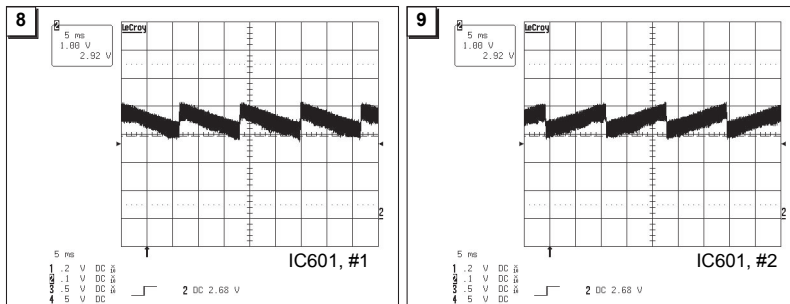 8
2
5 ms
1.00 V
2.92 V
LeCroy
2
5 ms
1 .2 V DC
2 .1 V DC
3 .5 V DC
4 5 V DC
2 DC 2.68 V
IC601, #1
9
2
5 ms
1.00 V
2.92 V
LeCroy
2
5 ms
1 .2 V DC
2 .1 V DC
3 .5 V DC
4 5 V DC
2 DC 2.68 V
IC601, #2